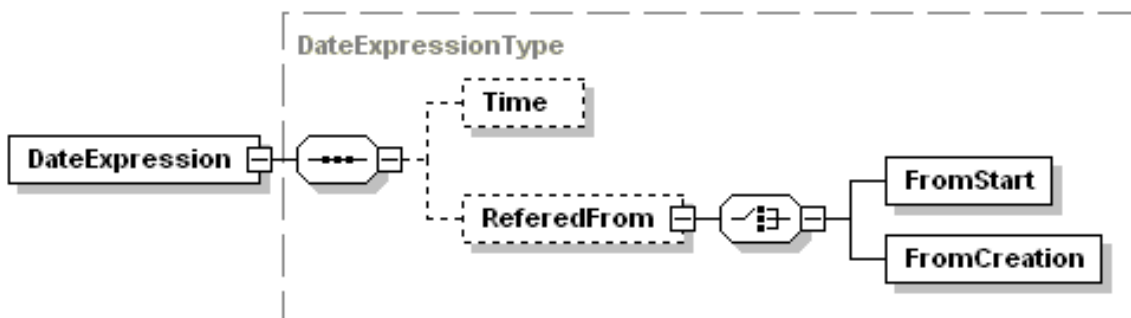 DateExpressionType
Time
DateExpression
FromStart
ReferedFrom
FromCreation